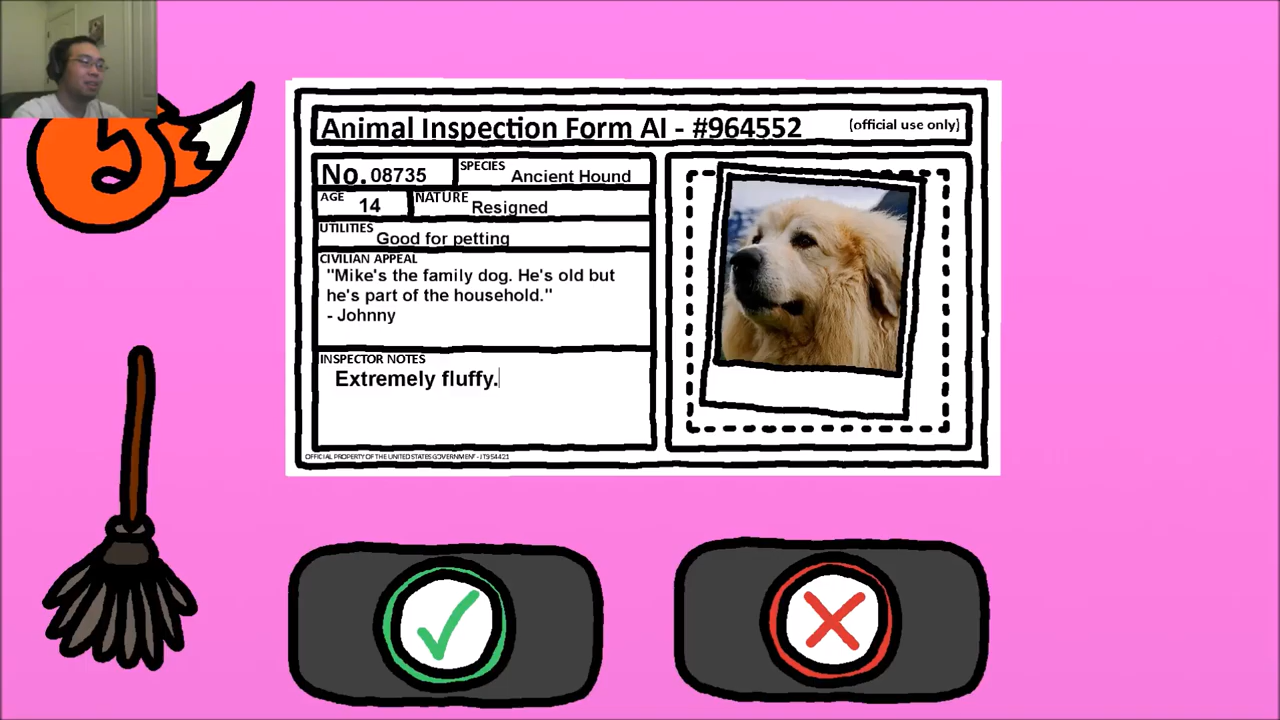 Animal Inspection Form AI - #964552
(official use only)
No. 08735
SPECIES Ancient Hound
AGE 14
NATURE Resigned
UTILITIES Good for petting
CIVILIAN APPEAL
"Mike's the family dog. He's old but
he's part of the household."
- Johnny
INSPECTOR NOTES
Extremely fluffy.
OFFICIAL PROPERTY OF THE UNITED STATES GOVERNMENT -